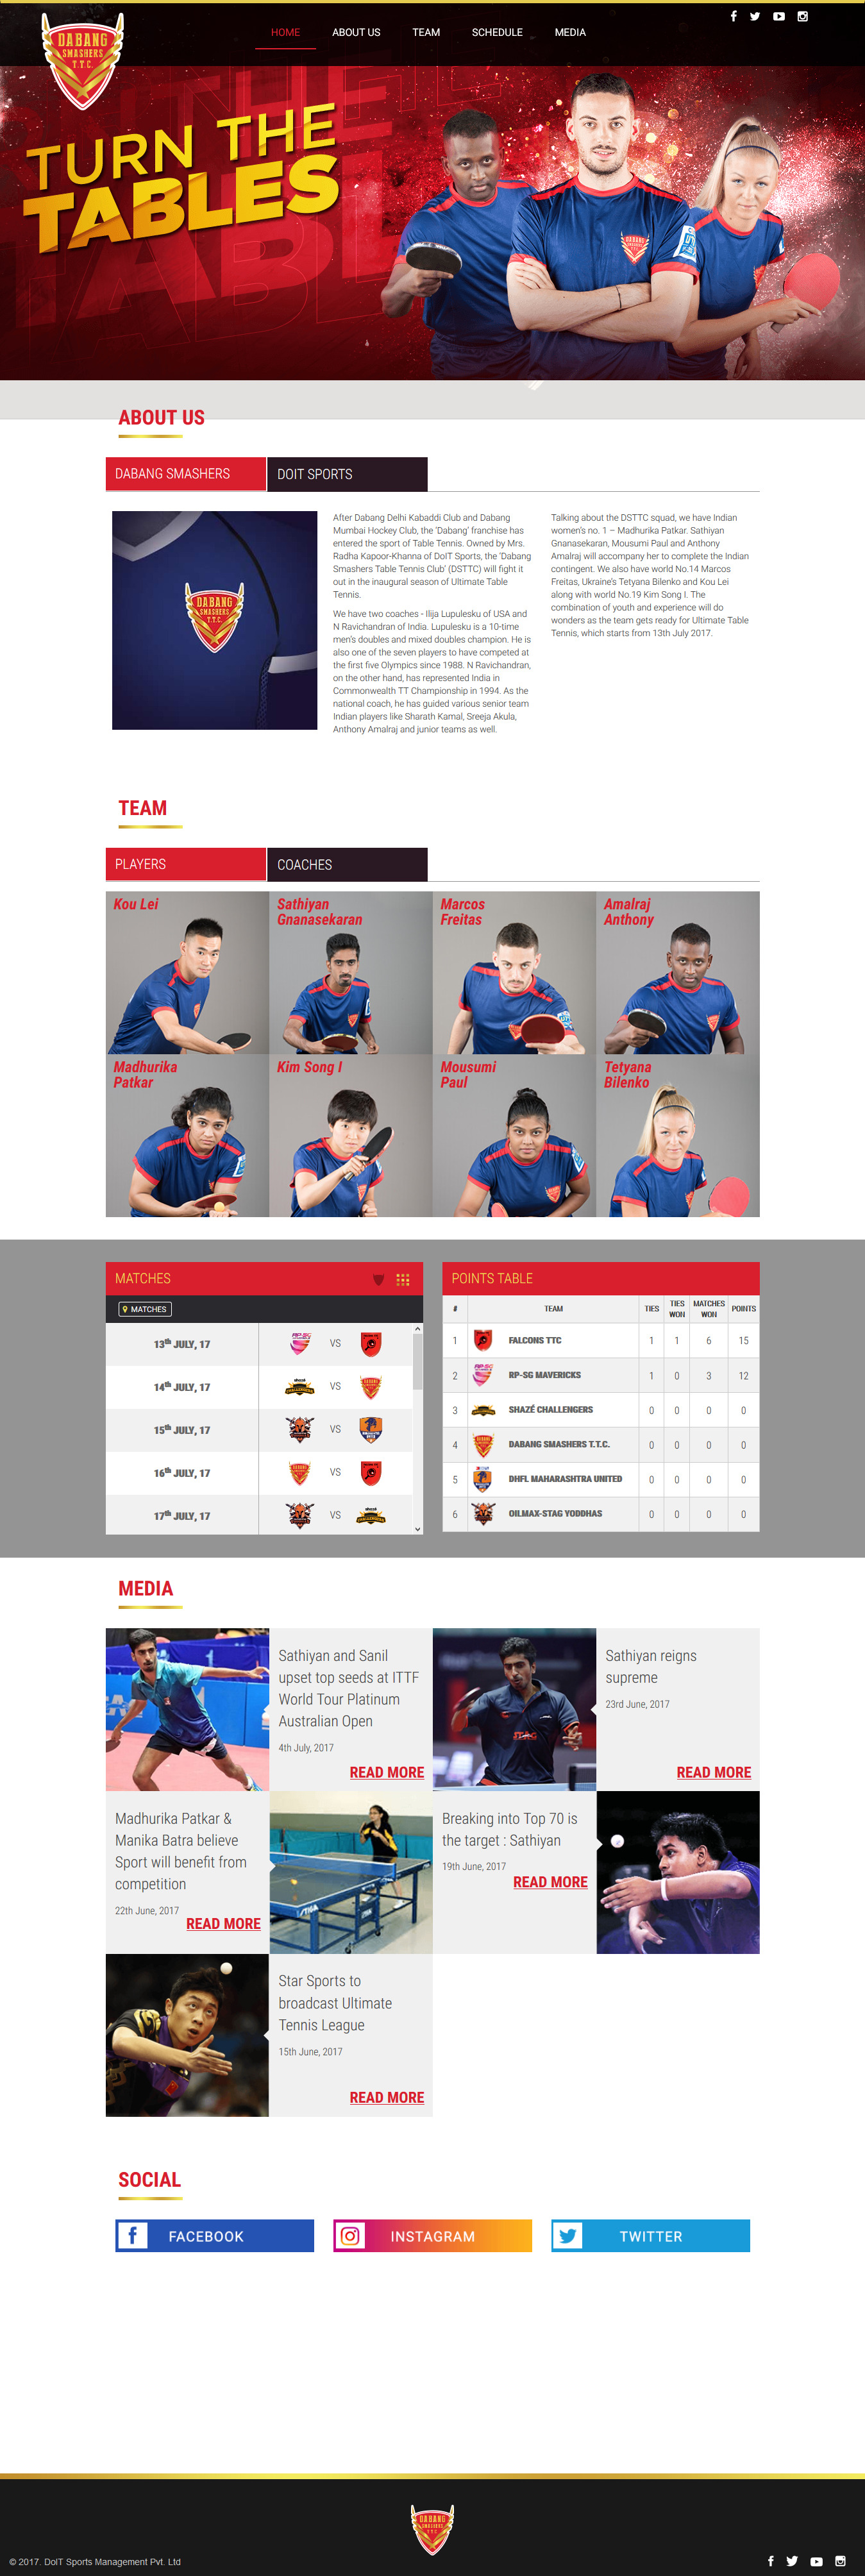 DABANG
SMASHERS
T.T.C.
HOME
ABOUT US
TEAM
SCHEDULE
MEDIA
TURN THE
TABLES
ABOUT US
DABANG SMASHERS
DOIT SPORTS
DABANG
SMASHERS
T.T.C.
After Dabang Delhi Kabaddi Club and Dabang
Mumbai Hockey Club, the 'Dabang' franchise has
entered the sport of Table Tennis. Owned by Mrs.
Radha Kapoor-Khanna of DoIT Sports, the 'Dabang
Smashers Table Tennis Club' (DSTTC) will fight it
out in the inaugural season of Ultimate Table
Tennis.
We have two coaches - Ilija Lupulesku of USA and
N Ravichandran of India. Lupulesku is a 10-time
men's doubles and mixed doubles champion. He is
also one of the seven players to have competed at
the first five Olympics since 1988. N Ravichandran,
on the other hand, has represented India in
Commonwealth TT Championship in 1994. As the
national coach, he has guided various senior team
Indian players like Sharath Kamal, Sreeja Akula,
Anthony Amalraj and junior teams as well.
Talking about the DSTTC squad, we have Indian
women's no. 1 – Madhurika Patkar. Sathiyan
Gnanasekaran, Mousumi Paul and Anthony
Amalraj will accompany her to complete the Indian
contingent. We also have world No.14 Marcos
Freitas, Ukraine's Tetyana Bilenko and Kou Lei
along with world No.19 Kim Song I. The
combination of youth and experience will do
wonders as the team gets ready for Ultimate Table
Tennis, which starts from 13th July 2017.
TEAM
PLAYERS
COACHES
Kou Lei
Sathiyan
Gnanasekaran
Marcos
Freitas
Amalraj
Anthony
Madhurika
Patkar
Kim Song I
Mousumi
Paul
Tetyana
Bilenko
MATCHES
MATCHES
13th JULY, 17
VS
14th JULY, 17
VS
15th JULY, 17
VS
16th JULY, 17
VS
17th JULY, 17
VS
POINTS TABLE
# TEAM TIES TIES WON MATCHES WON POINTS
1 FALCONS TTC 1 1 6 15
2 RP-SG MAVERICKS 1 0 3 12
3 SHAZÉ CHALLENGERS 0 0 0 0
4 DABANG SMASHERS T.T.C. 0 0 0 0
5 DHFL MAHARASHTRA UNITED 0 0 0 0
6 OILMAX-STAG YODDHAS 0 0 0 0
MEDIA
Sathiyan and Sanil
upset top seeds at ITTF
World Tour Platinum
Australian Open
4th July, 2017
READ MORE
STAG
Sathiyan reigns
supreme
23rd June, 2017
READ MORE
Madhurika Patkar &
Manika Batra believe
Sport will benefit from
competition
22th June, 2017
READ MORE
Breaking into Top 70 is
the target : Sathiyan
19th June, 2017
READ MORE
Star Sports to
broadcast Ultimate
Tennis League
15th June, 2017
READ MORE
SOCIAL
FACEBOOK
INSTAGRAM
TWITTER
DABANG
SMASHERS
T.T.C.
© 2017. DoIT Sports Management Pvt. Ltd